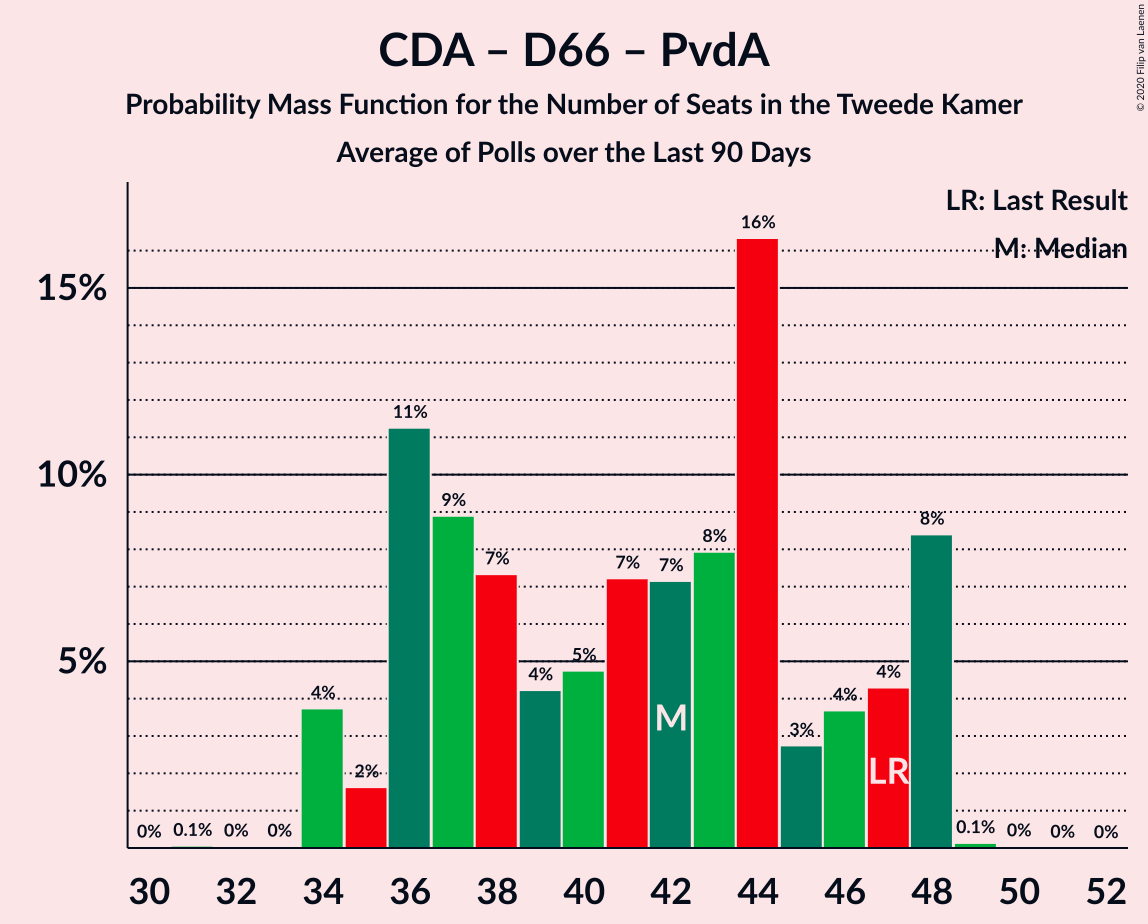 CDA – D66 – PvdA
Probability Mass Function for the Number of Seats in the Tweede Kamer
Average of Polls over the Last 90 Days
© 2020 Filip van Laenen
LR: Last Result
M: Median
15%
10%
5%
0%
0.1%
0%
0%
4%
2%
11%
9%
7%
4%
5%
7%
7%
8%
16%
3%
4%
4%
8%
0.1%
0%
0%
0%
M
LR
30 32 34 36 38 40 42 44 46 48 50 52